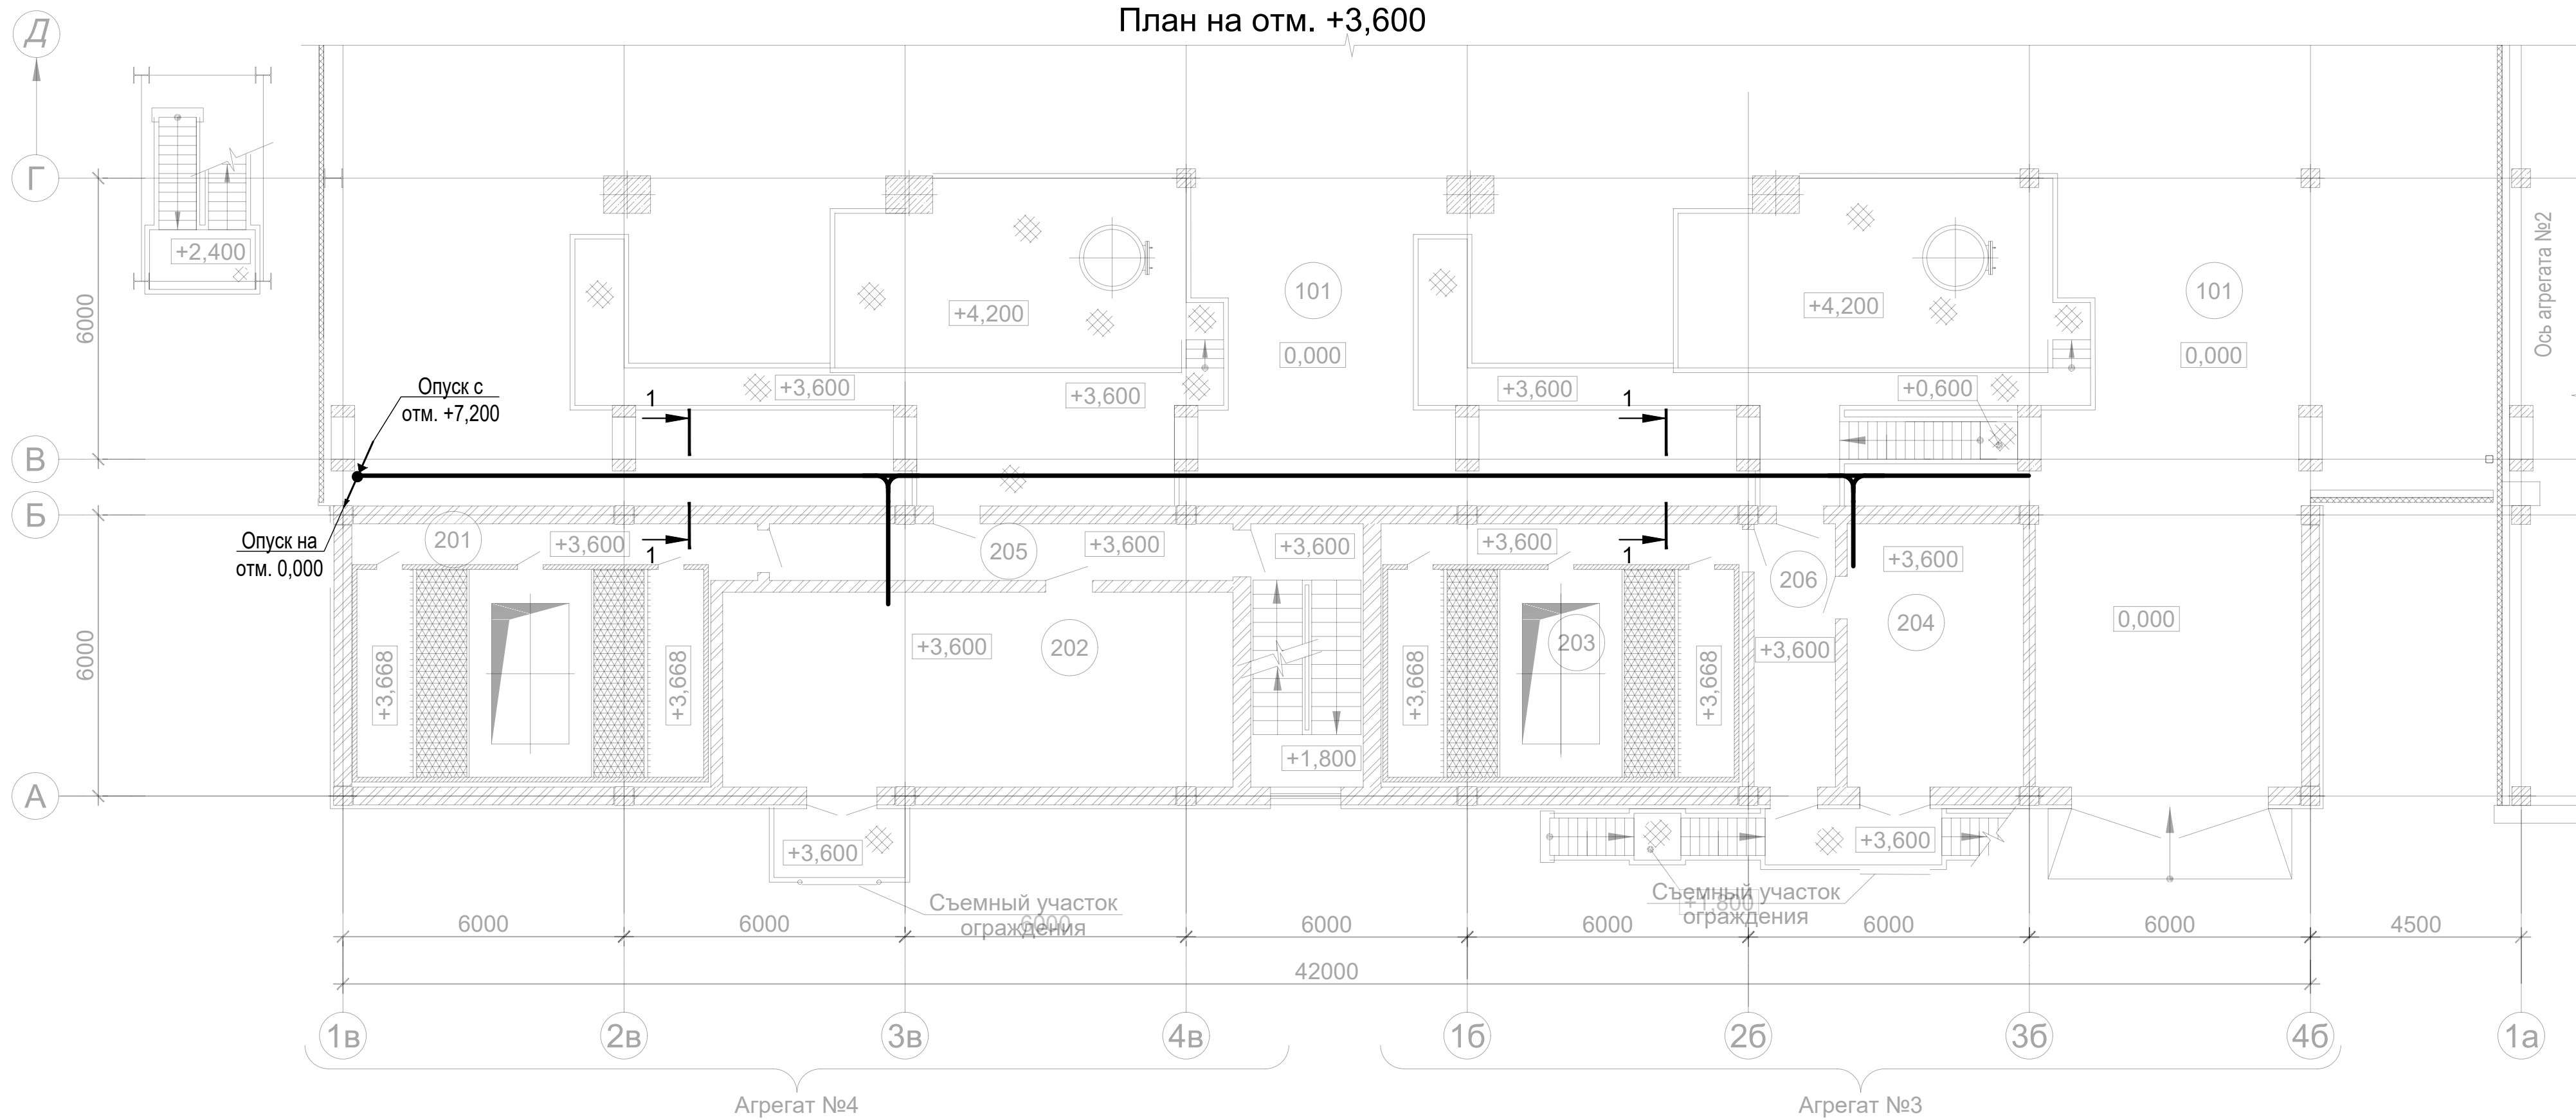 План на отм. +3,600
Д
Г
+2,400
Ось агрегата №2
6000
101
101
+4,200
+4,200
0,000
0,000
Опуск с
отм. +7,200
+3,600
+3,600
+3,600
+0,600
1
1
В
Б
Опуск на
отм. 0,000
201
+3,600
1
205
+3,600
+3,600
+3,600
1
206
+3,600
6000
+3,668
+3,668
+3,600
202
+3,668
203
+3,668
+3,600
204
0,000
+1,800
А
+3,600
+3,600
Съемный участок
ограждения
Съемный участок
ограждения
+1,800
6000
6000
6000
6000
6000
6000
6000
4500
42000
1в
2в
3в
4в
1б
2б
3б
4б
1а
Агрегат №4
Агрегат №3